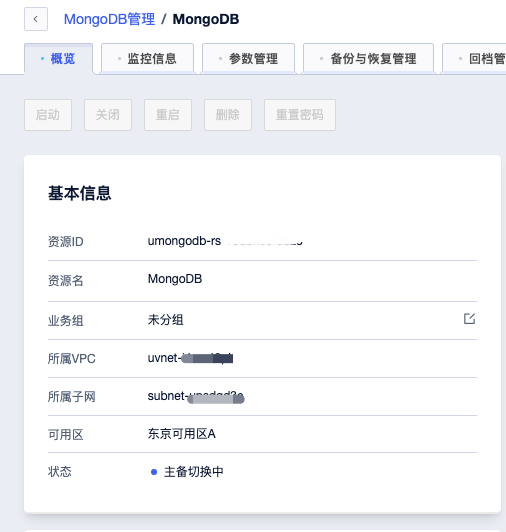 MongoDB管理 / MongoDB
概览 监控信息 参数管理 备份与恢复管理 回档管
启动 关闭 重启 删除 重置密码
基本信息
资源ID umongodb-rs
资源名 MongoDB
业务组 未分组
所属VPC uvnet-
所属子网 subnet-
可用区 东京可用区A
状态 主备切换中